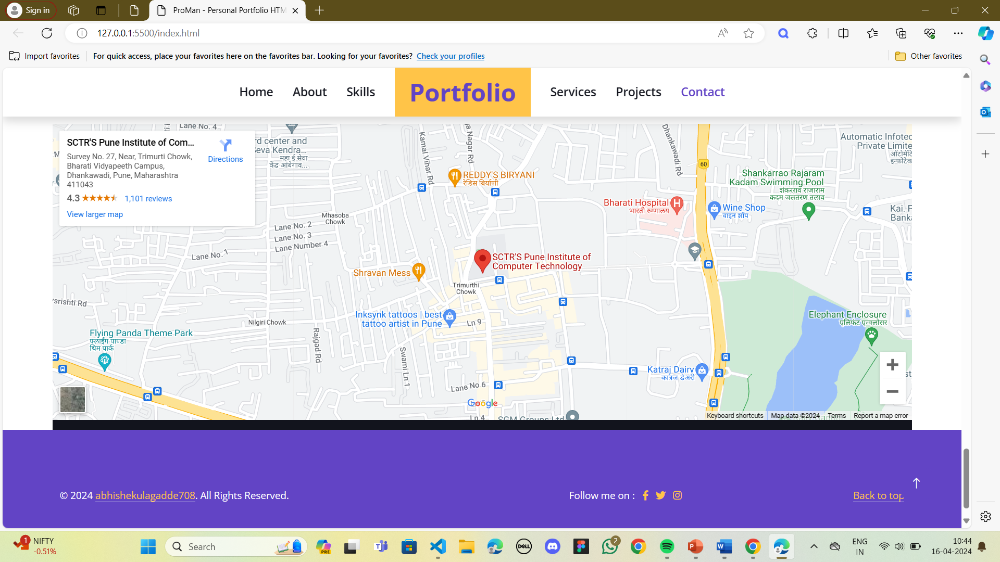 Sign in
ProMan - Personal Portfolio HTM
127.0.0.1:5500/index.html
Import favorites
For quick access, place your favorites here on the favorites bar. Looking for your favorites? Check your profiles
Other favorites
Home
About
Skills
Portfolio
Services
Projects
Contact
SCTR'S Pune Institute of Com...
Survey No. 27, Near, Trimurti Chowk,
Bharati Vidyapeeth Campus,
Dhankawadi, Pune, Maharashtra
411043
Directions
4.3
1,101 reviews
View larger map
Lane No. 4
rd center and
Seva Kendra...
महा ई सेवा
केंद्र आंबेगाव...
Kamal Vihar Rd
Nagar Rd
Dhankawadi Rd
60
Automatic Infotec
Private Limite
ऑटोमॅटि
इन्फोटेक
REDDY'S BIRYANI
रेडिस बिर्याणी
Shankarrao Rajaram
Kadam Swimming Pool
शंकरराव राजाराम
कदम जलतरण तलाव
Bharati Hospital
भारती रुग्णालय
Wine Shop
वाइन शॉप
Kai. P
Bank
Mhasoba
Chowk
Lane No. 2
Lane No. 3
Lane Number 4
Lane No. 1
SCTR'S Pune Institute of
Computer Technology
Shravan Mess
Trimurthi
Chowk
ysrishti Rd
Inksynk tattoos | best
tattoo artist in Pune
Ln 9
Nilgiri Chowk
Elephant Enclosure
एलिफंट एन्क्लोसर
Flying Panda Theme Park
फ्लाईंग पाण्डा
थिम पार्क
Rajgad Rd
Swami Ln 1
Katraj Dairy
कात्रज डेअरी
Lane No 6
Google
Ln 4
SGM Groups Ltd
Keyboard shortcuts
Map data ©2024
Terms
Report a map error
© 2024 abhishekulagadde708. All Rights Reserved.
Follow me on :
Back to top
1
NIFTY
-0.51%
Search
PRE
DELL
2
ENG
IN
10:44
16-04-2024